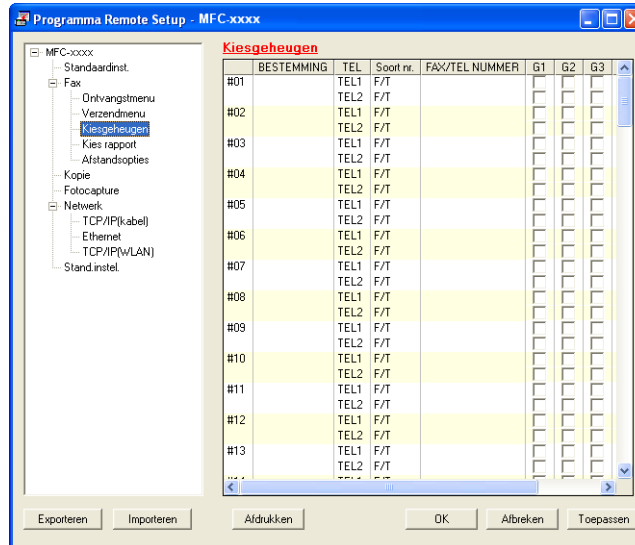 Programma Remote Setup - MFC-xxxx
MFC-xxxx
Standaardinst.
Fax
Ontvangstmenu
Verzendmenu
Kiesgeheugen
Kies rapport
Afstandsopties
Kopie
Fotocapture
Netwerk
TCP/IP(kabel)
Ethernet
TCP/IP(WLAN)
Stand.instel.
Kiesgeheugen
BESTEMMING TEL Soort nr. FAX/TEL NUMMER G1 G2 G3
#01 TEL1 F/T
TEL2 F/T
#02 TEL1 F/T
TEL2 F/T
#03 TEL1 F/T
TEL2 F/T
#04 TEL1 F/T
TEL2 F/T
#05 TEL1 F/T
TEL2 F/T
#06 TEL1 F/T
TEL2 F/T
#07 TEL1 F/T
TEL2 F/T
#08 TEL1 F/T
TEL2 F/T
#09 TEL1 F/T
TEL2 F/T
#10 TEL1 F/T
TEL2 F/T
#11 TEL1 F/T
TEL2 F/T
#12 TEL1 F/T
TEL2 F/T
#13 TEL1 F/T
TEL2 F/T
Exporteren Importeren Afdrukken OK Afbreken Toepassen